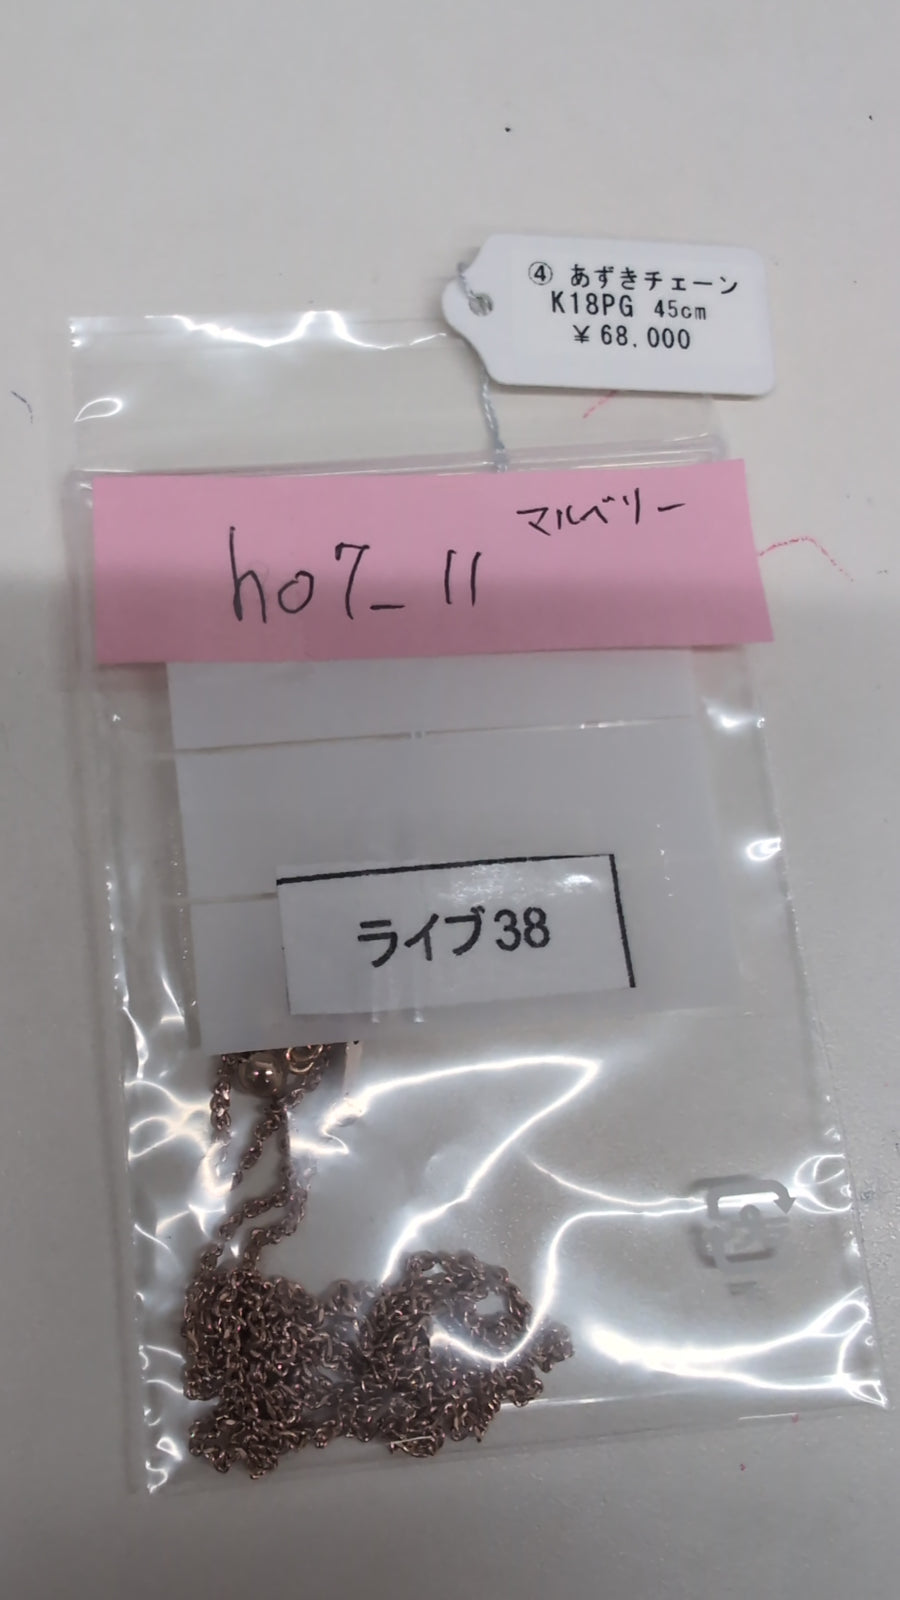 ④ あずきチェーン
K18PG 45cm
¥68.000
マルベリー
ho7_11
ライブ38